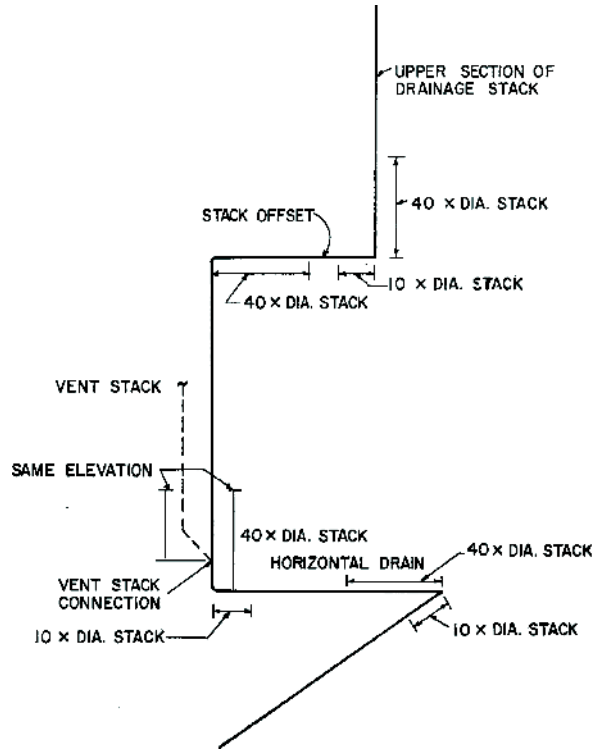 UPPER SECTION OF
DRAINAGE STACK
40 × DIA. STACK
STACK OFFSET
10 × DIA. STACK
40 × DIA. STACK
VENT STACK
SAME ELEVATION
40 × DIA. STACK
40 × DIA. STACK
HORIZONTAL DRAIN
VENT STACK
CONNECTION
10 × DIA. STACK
10 × DIA. STACK